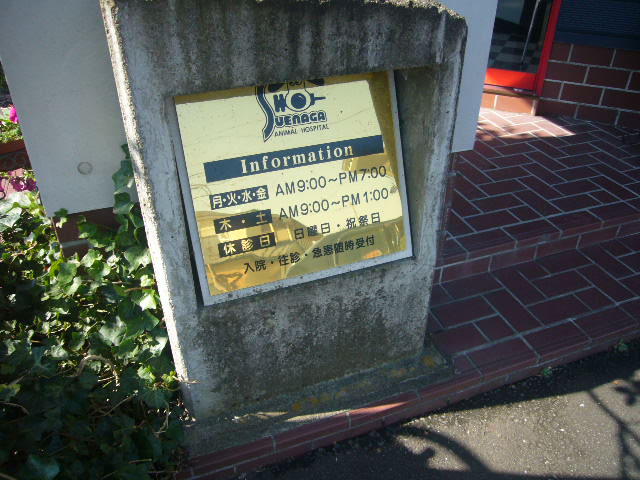 SUENAGA
ANIMAL HOSPITAL
Information
月・火・水・金 AM9:00〜PM7:00
木・土 AM9:00〜PM1:00
休診日 日曜日・祝祭日
入院・往診・急患随時受付